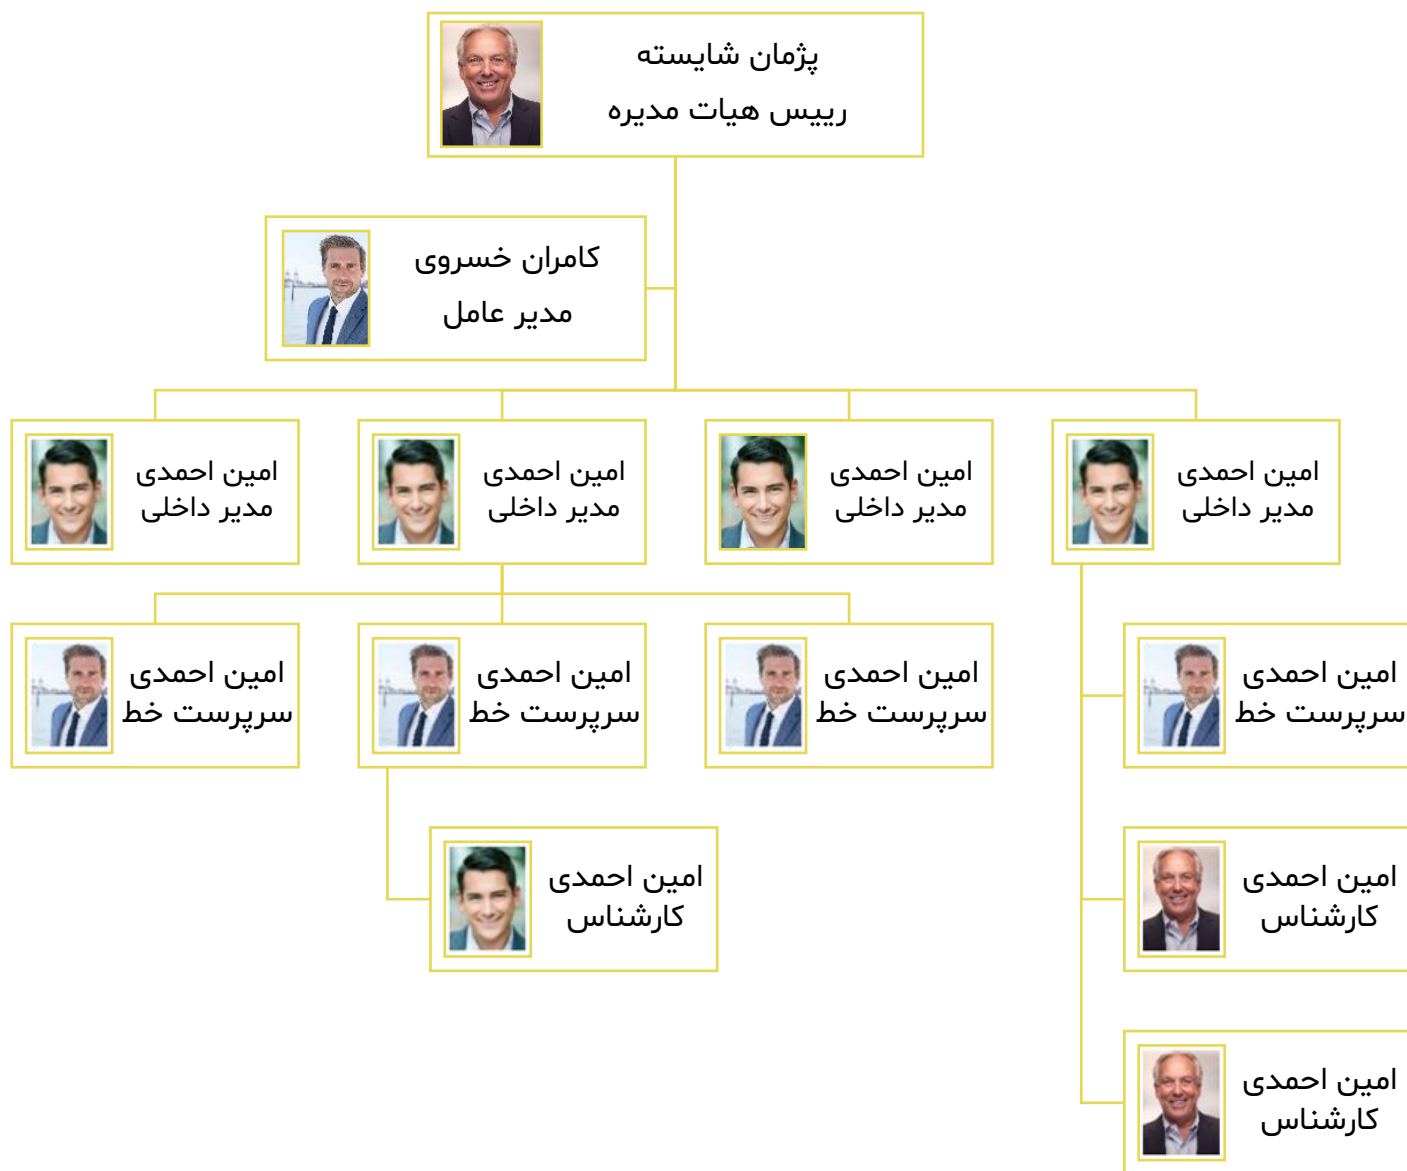 پژمان شایسته
رییس هیات مدیره
کامران خسروی
مدیر عامل
امین احمدی
مدیر داخلی
امین احمدی
مدیر داخلی
امین احمدی
مدیر داخلی
امین احمدی
مدیر داخلی
امین احمدی
سرپرست خط
امین احمدی
سرپرست خط
امین احمدی
سرپرست خط
امین احمدی
سرپرست خط
امین احمدی
کارشناس
امین احمدی
کارشناس
امین احمدی
کارشناس